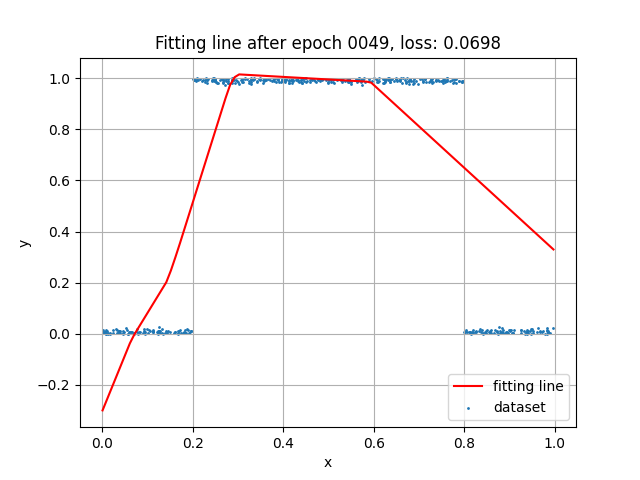 Fitting line after epoch 0049, loss: 0.0698
y
1.0
0.8
0.6
0.4
0.2
0.0
−0.2
0.0 0.2 0.4 0.6 0.8 1.0
x
fitting line
dataset